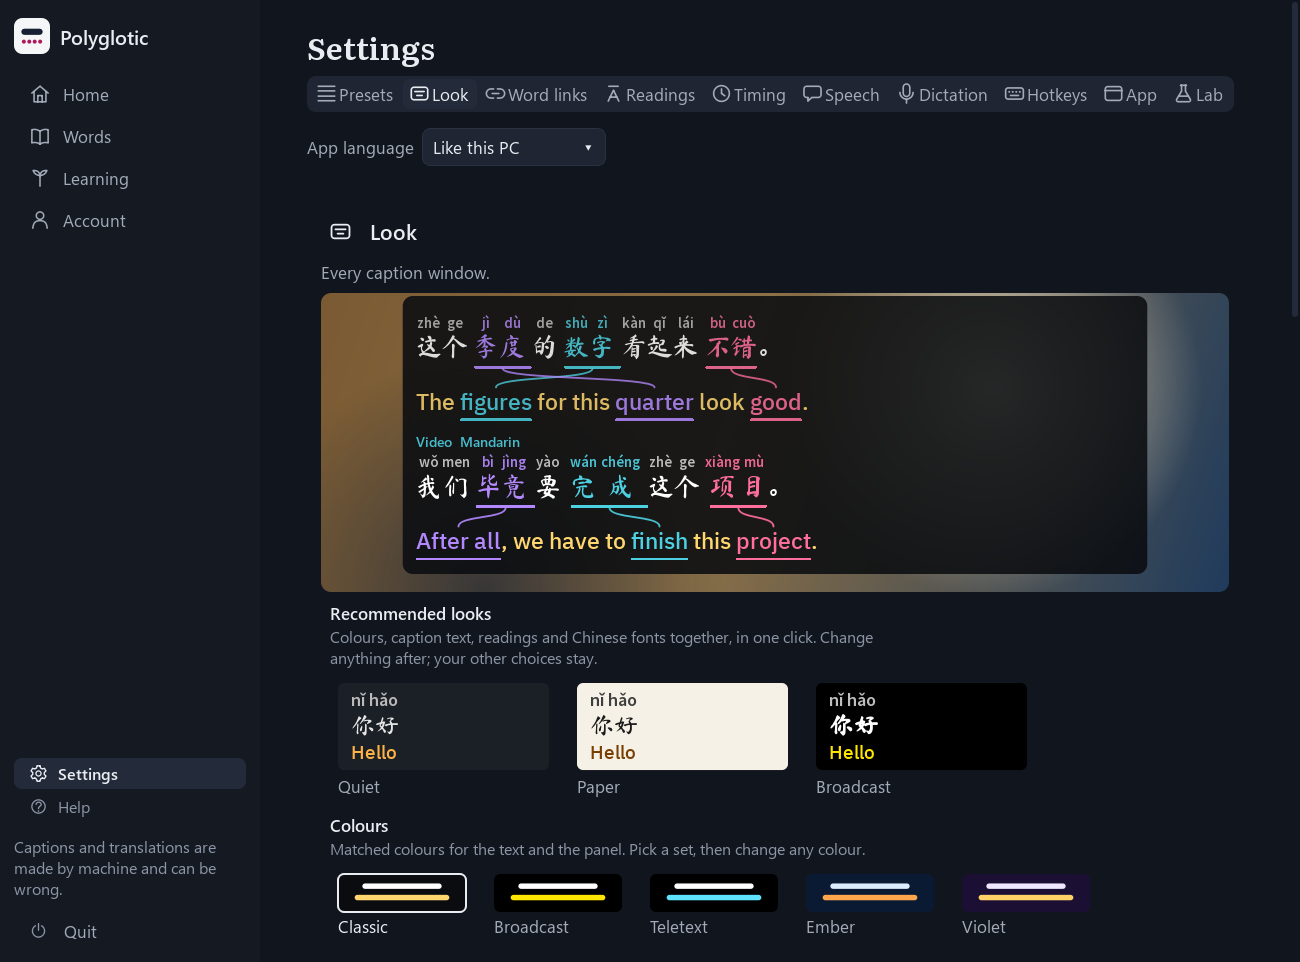 Polyglotic
Home
Words
Learning
Account
Settings
Help
Captions and translations are
made by machine and can be
wrong.
Quit
Settings
Presets Look Word links Readings Timing Speech Dictation Hotkeys App Lab
App language Like this PC
Look
Every caption window.
zhè ge jì dù de shù zì kàn qǐ lái bù cuò
这个季度的数字看起来不错。
The figures for this quarter look good.
Video Mandarin
wǒ men bì jìng yào wán chéng zhè ge xiàng mù
我们毕竟要完成这个项目。
After all, we have to finish this project.
Recommended looks
Colours, caption text, readings and Chinese fonts together, in one click. Change
anything after; your other choices stay.
nǐ hǎo
你好
Hello
Quiet
nǐ hǎo
你好
Hello
Paper
nǐ hǎo
你好
Hello
Broadcast
Colours
Matched colours for the text and the panel. Pick a set, then change any colour.
Classic Broadcast Teletext Ember Violet